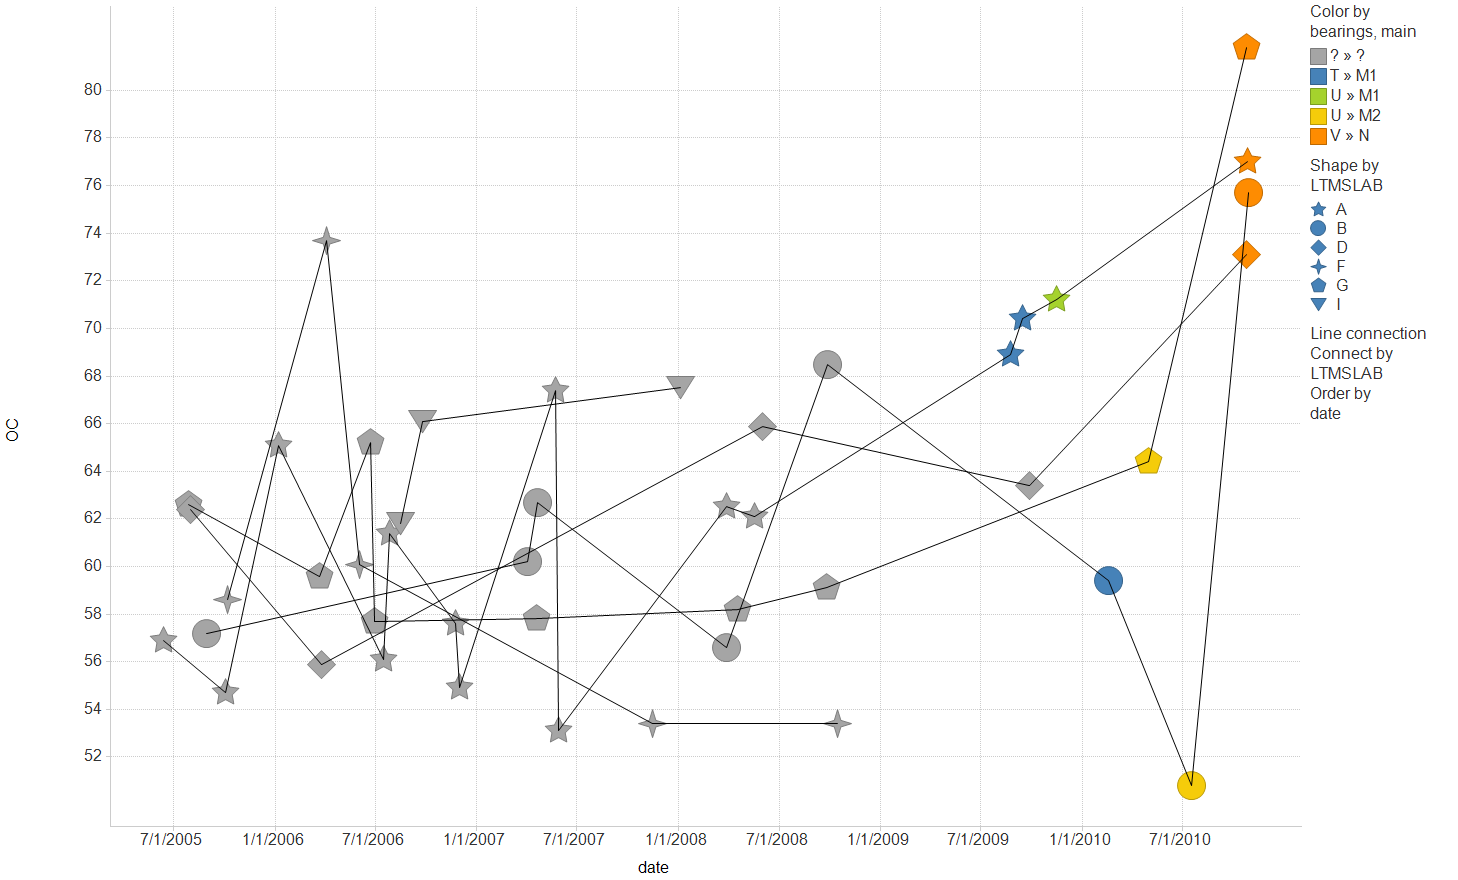 Color by
bearings, main
? » ?
T » M1
U » M1
U » M2
V » N
Shape by
LTMSLAB
A
B
D
F
G
I
Line connection
Connect by
LTMSLAB
Order by
date
OC
80
78
76
74
72
70
68
66
64
62
60
58
56
54
52
7/1/2005
1/1/2006
7/1/2006
1/1/2007
7/1/2007
1/1/2008
7/1/2008
1/1/2009
7/1/2009
1/1/2010
7/1/2010
date